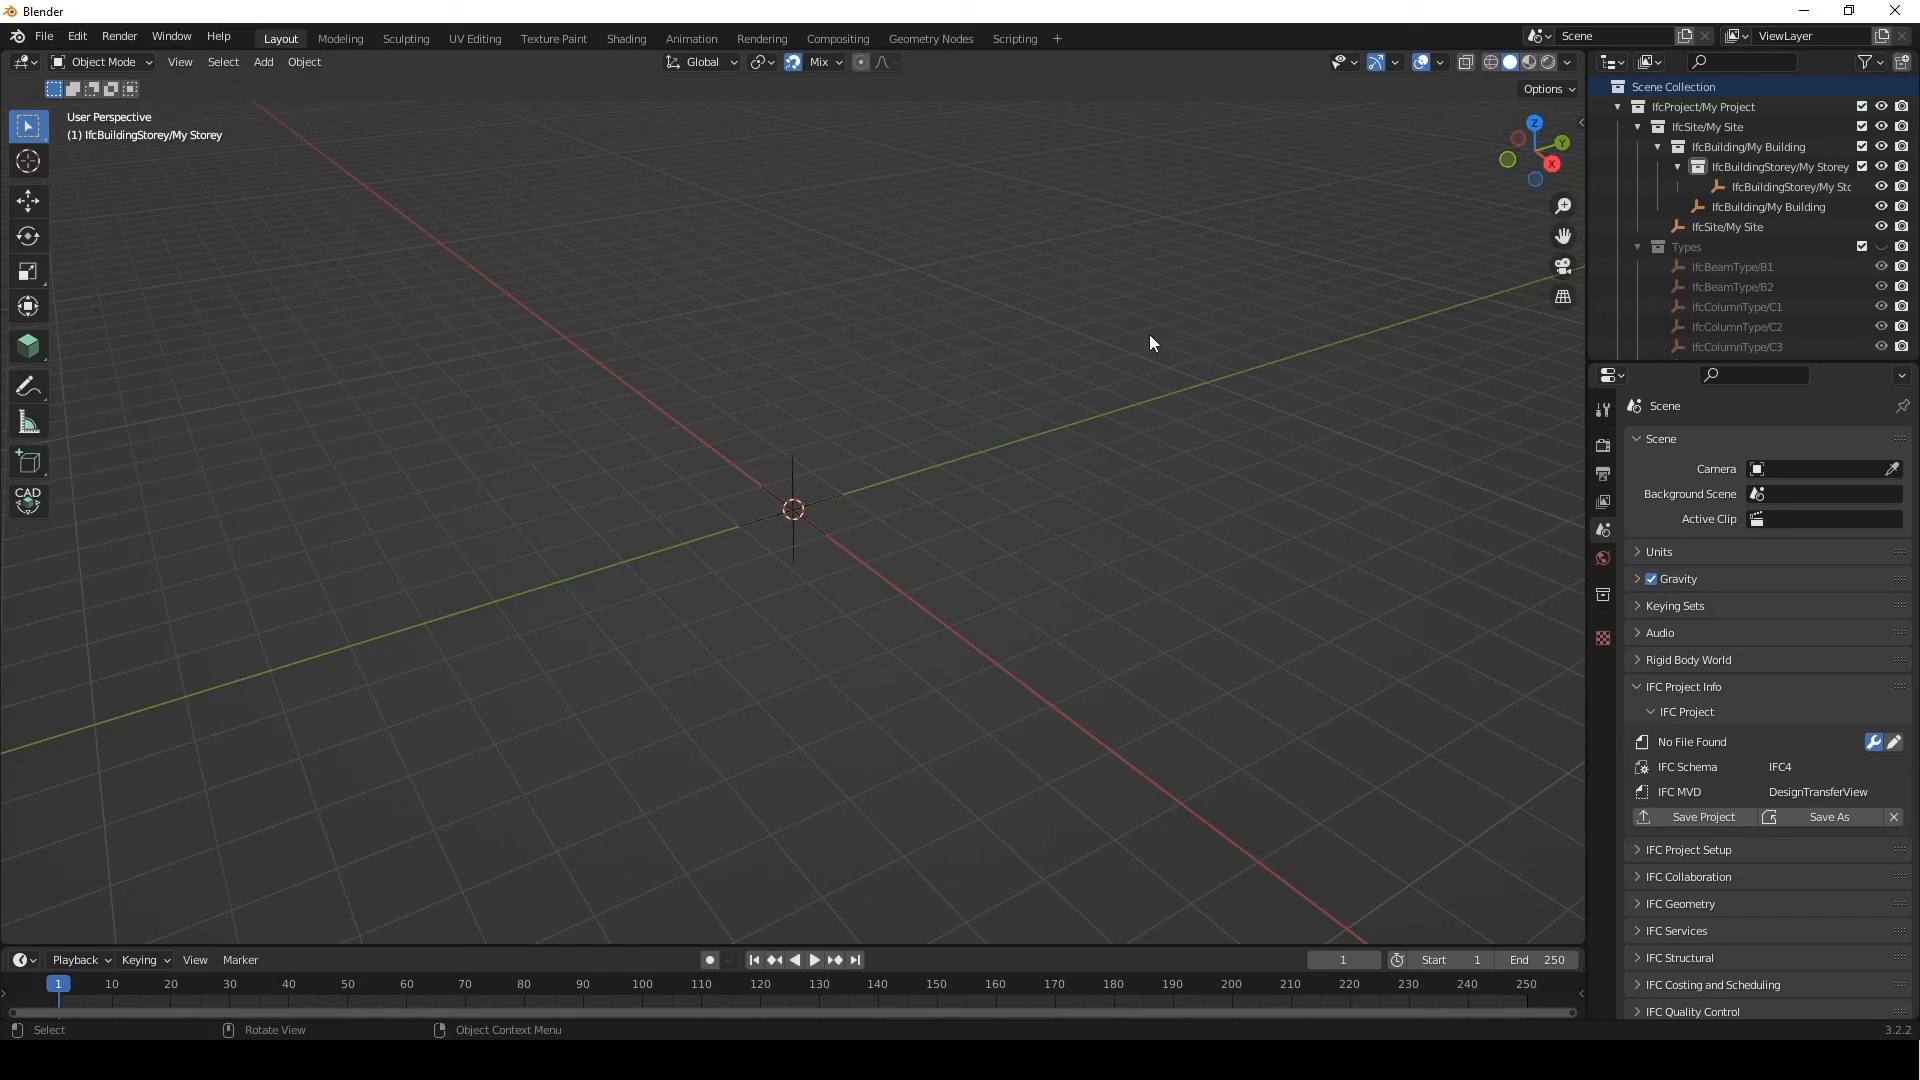 Blender
File Edit Render Window Help Layout Modeling Sculpting UV Editing Texture Paint Shading Animation Rendering Compositing Geometry Nodes Scripting + Scene ViewLayer
Object Mode View Select Add Object Global Mix
Options
User Perspective
(1) IfcBuildingStorey/My Storey
Z
Y
X
CAD
Scene Collection
IfcProject/My Project
IfcSite/My Site
IfcBuilding/My Building
IfcBuildingStorey/My Storey
IfcBuildingStorey/My Sto
IfcBuilding/My Building
IfcSite/My Site
Types
IfcBeamType/B1
IfcBeamType/B2
IfcColumnType/C1
IfcColumnType/C2
IfcColumnType/C3
Scene
Scene
Camera
Background Scene
Active Clip
Units
Gravity
Keying Sets
Audio
Rigid Body World
IFC Project Info
IFC Project
No File Found
IFC Schema IFC4
IFC MVD DesignTransferView
Save Project Save As
IFC Project Setup
IFC Collaboration
IFC Geometry
IFC Services
IFC Structural
IFC Costing and Scheduling
IFC Quality Control
Playback Keying View Marker 1 Start 1 End 250
1 10 20 30 40 50 60 70 80 90 100 110 120 130 140 150 160 170 180 190 200 210 220 230 240 250
Select Rotate View Object Context Menu 3.2.2